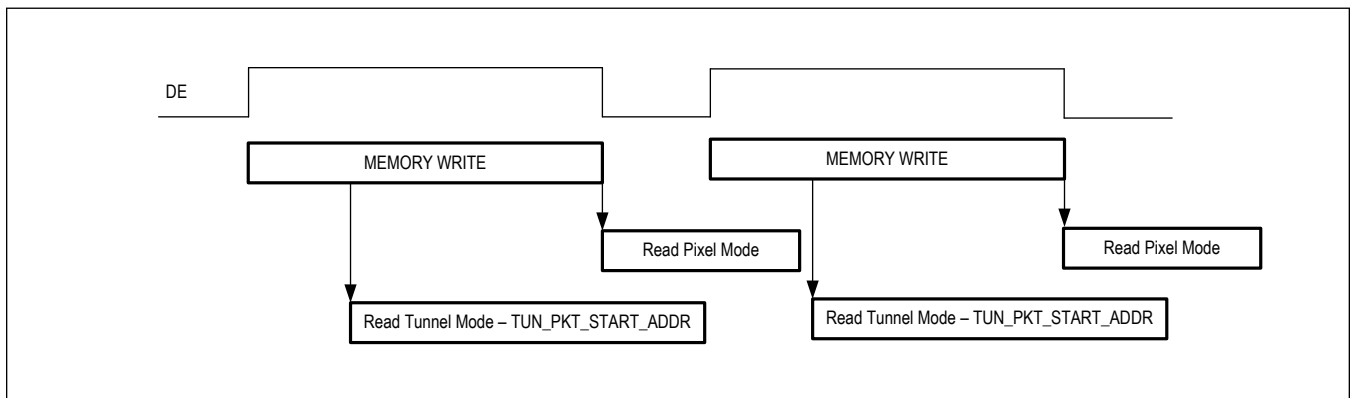 DE
MEMORY WRITE
MEMORY WRITE
Read Pixel Mode
Read Pixel Mode
Read Tunnel Mode – TUN_PKT_START_ADDR
Read Tunnel Mode – TUN_PKT_START_ADDR